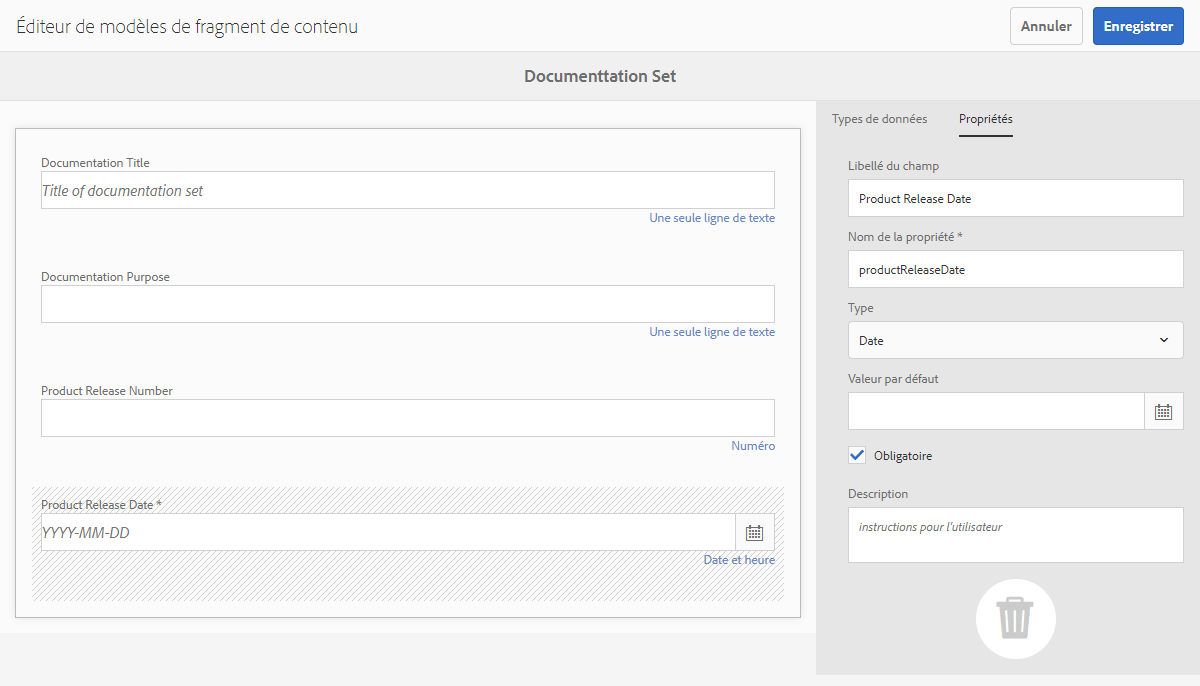 Éditeur de modèles de fragment de contenu
Annuler
Enregistrer
Documenttation Set
Documentation Title
Title of documentation set
Une seule ligne de texte
Documentation Purpose
Une seule ligne de texte
Product Release Number
Numéro
Product Release Date *
YYYY-MM-DD
Date et heure
Types de données
Propriétés
Libellé du champ
Product Release Date
Nom de la propriété *
productReleaseDate
Type
Date
Valeur par défaut
Obligatoire
Description
instructions pour l'utilisateur